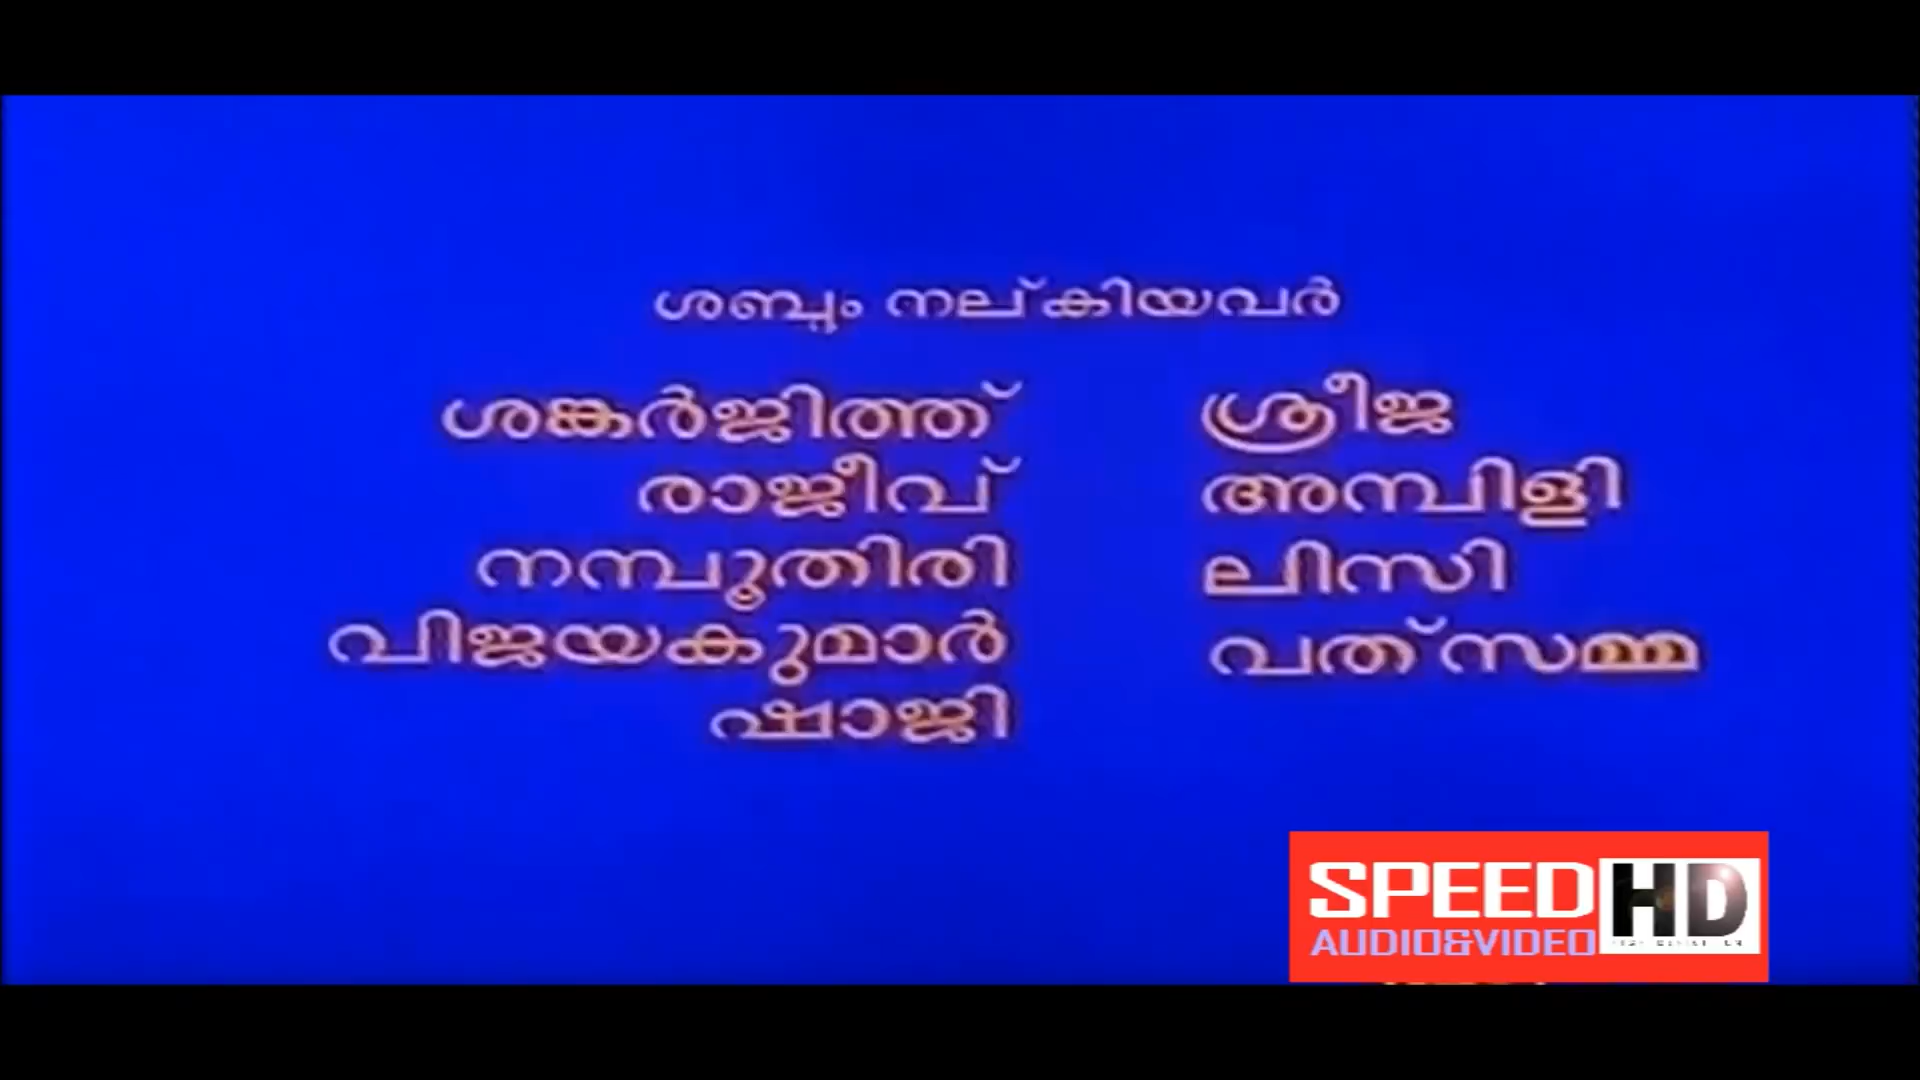 ശബ്ദം നല്കിയവർ
ശങ്കർജിത്ത്
രാജീവ്
നമ്പൂതിരി
വിജയകുമാർ
ഷാജി
ശ്രീജ
അമ്പിളി
ലിസി
വത്സമ്മ
SPEED HD
AUDIO&VIDEO